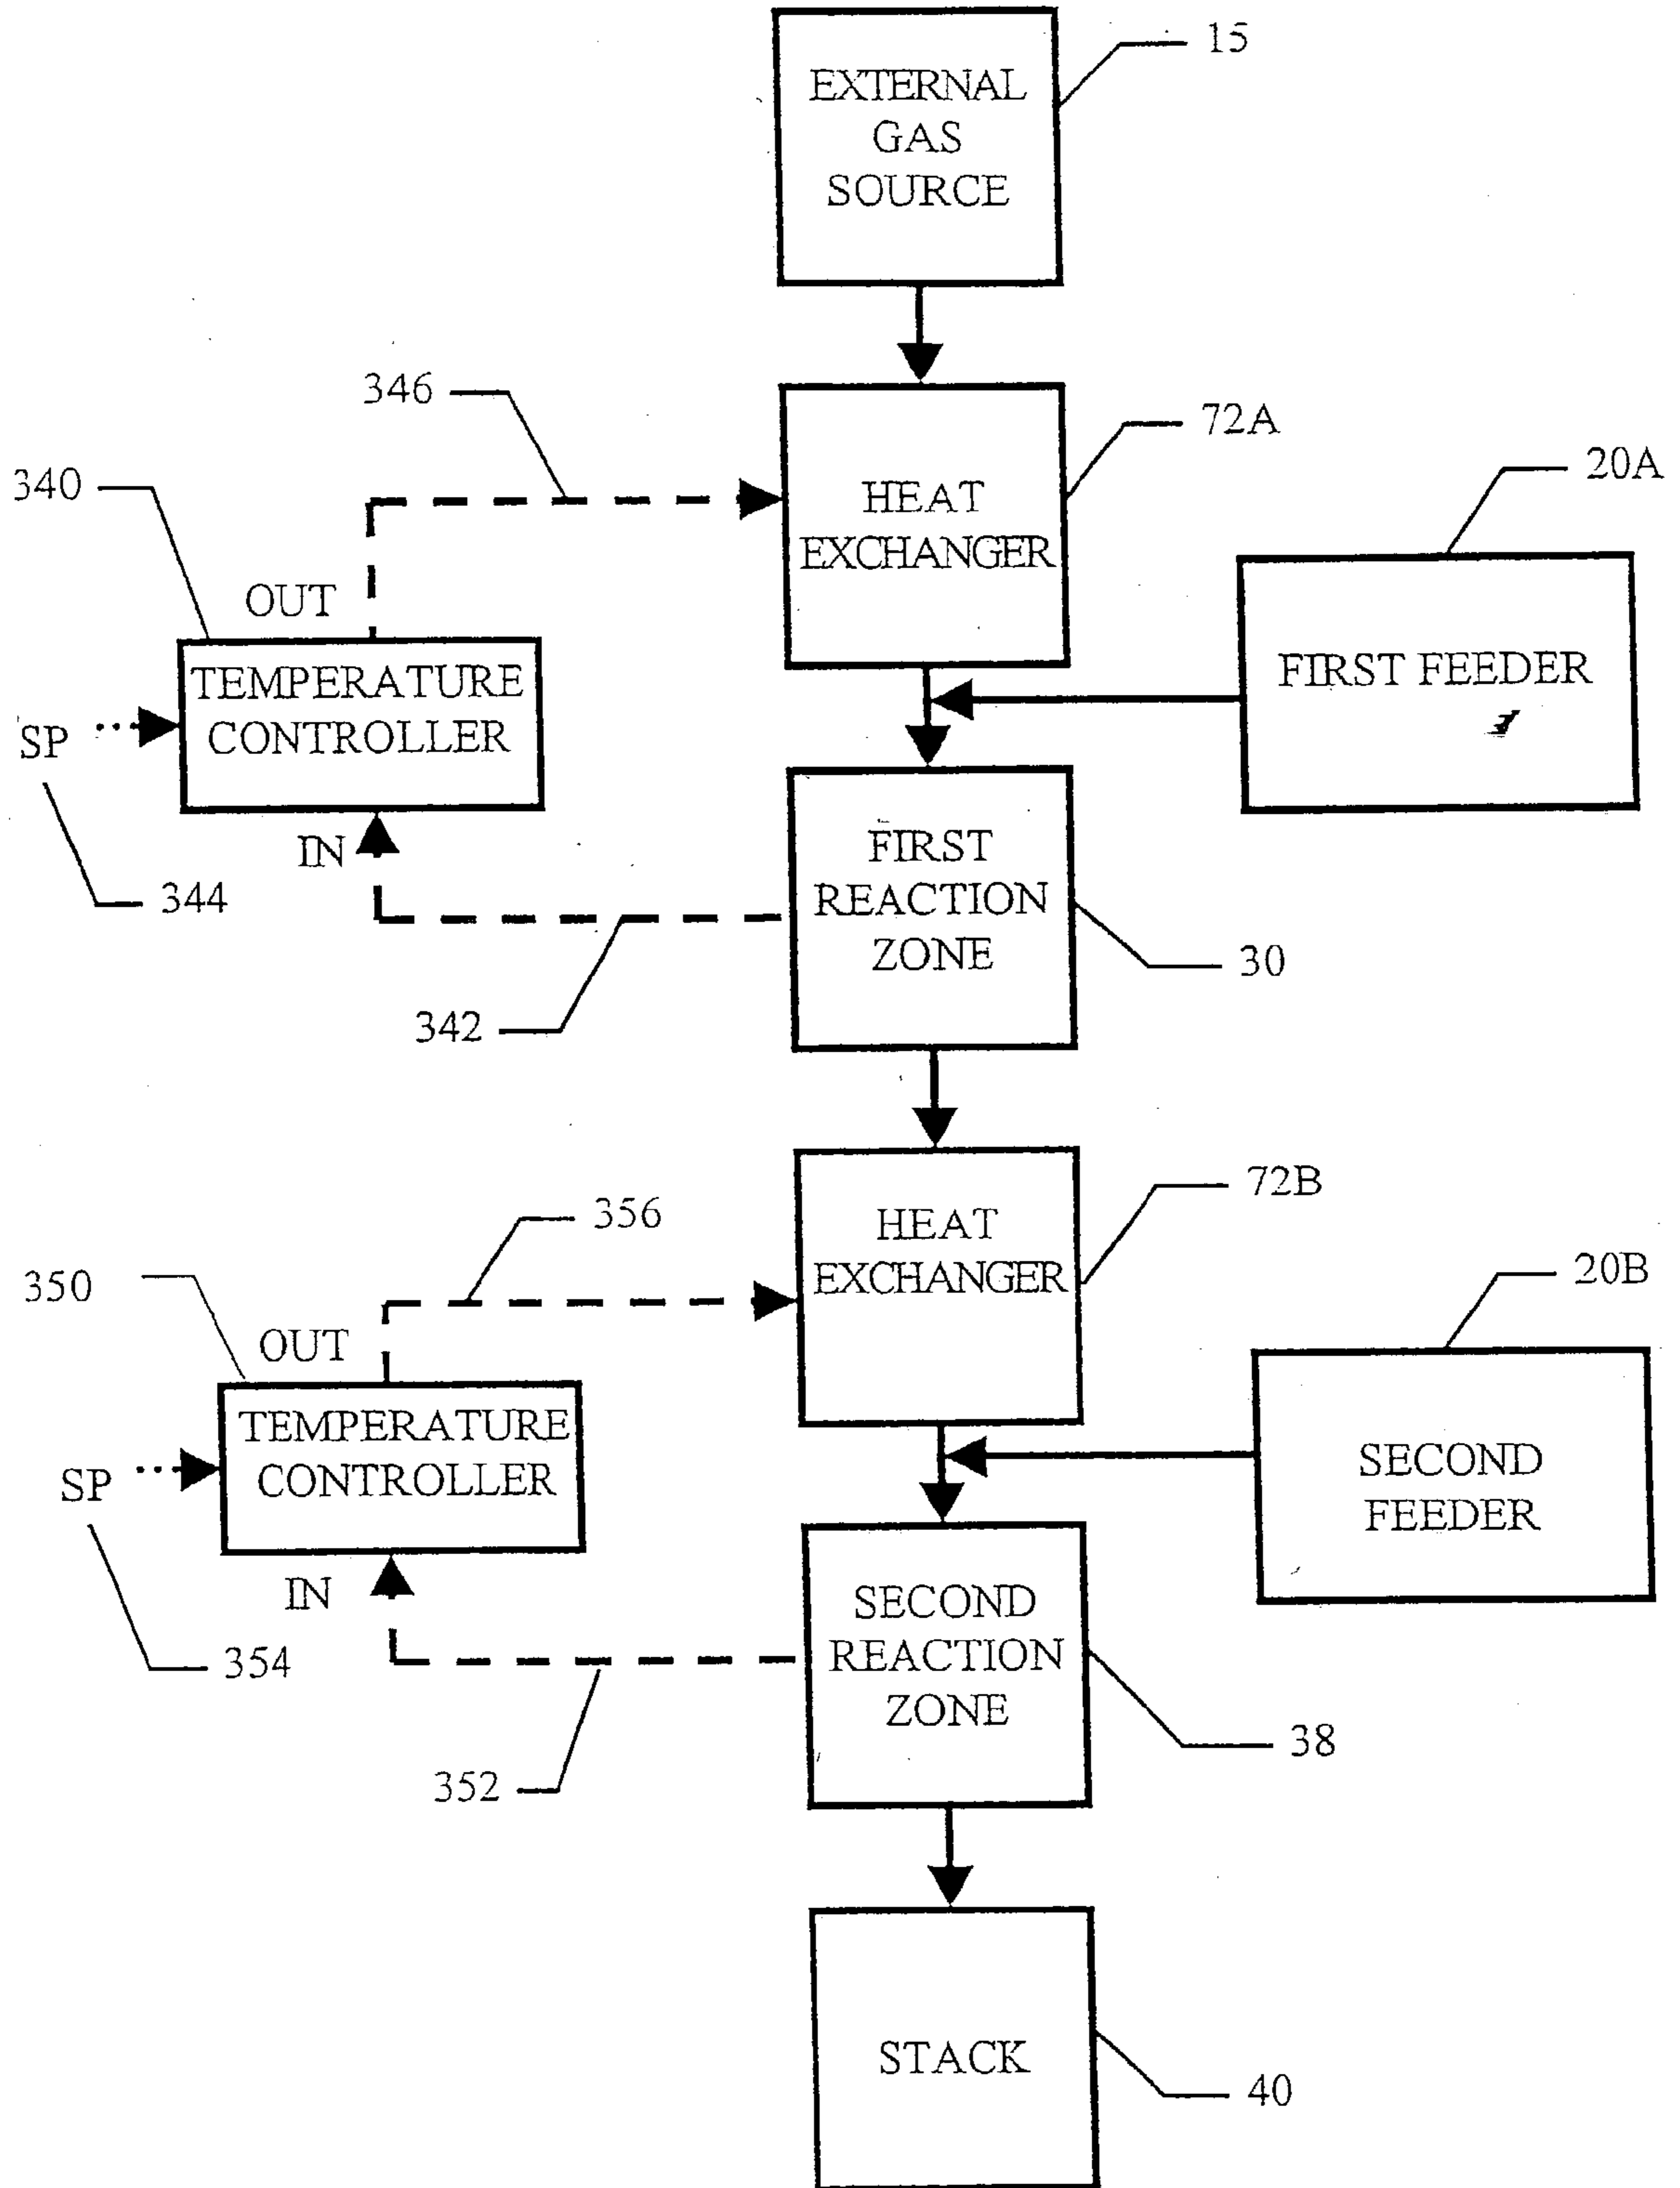 15
EXTERNAL
GAS
SOURCE
346
72A
340
20A
HEAT
EXCHANGER
OUT
FIRST FEEDER
TEMPERATURE
CONTROLLER
SP
IN
344
FIRST
REACTION
ZONE
30
342
72B
356
HEAT
EXCHANGER
350
20B
OUT
TEMPERATURE
CONTROLLER
SP
SECOND
FEEDER
IN
354
SECOND
REACTION
ZONE
38
352
STACK
40